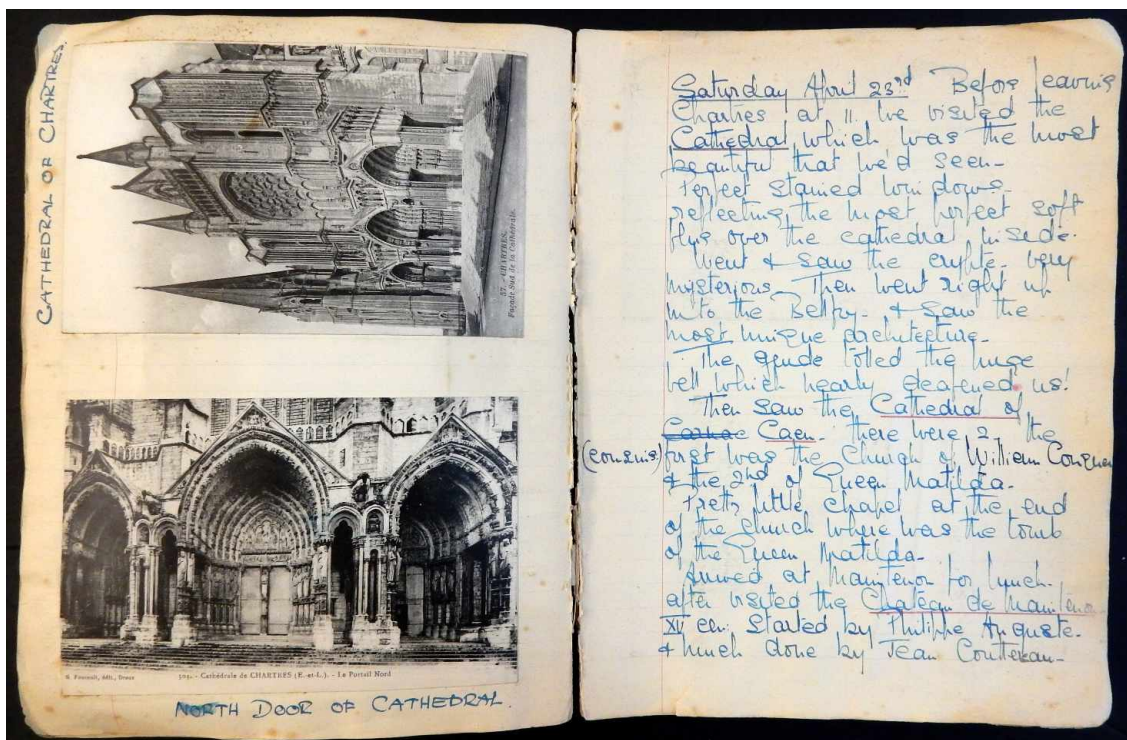 CATHEDRAL OF CHARTRES.
57. - CHARTRES.
Façade Sud de la Cathédrale.
G. Foucault, édit., Dreux
505. - Cathédrale de CHARTRES (E.-et-L.). - Le Portail Nord
NORTH DOOR OF CATHEDRAL.
Saturday April 23rd Before leaving
Chartres at 11. we visited the
Cathedral which was the most
beautiful that we'd seen-
Perfect stained windows-
reflecting the most perfect soft
blue over the cathedral inside.
Went & saw the crypte- very
mysterious- Then went right up
into the Belfry- & saw the
most unique architecture-
The guide tolled the huge
bell which nearly deafened us!
Then saw the Cathedral of
Carnac Caen. there were 2. the
(cousins) first was the Church of William Conqueror
& the 2nd of Queen Matilda-
Pretty little chapel at the end
of the church where was the tomb
of the Queen Matilda-
Arrived at Maintenon for lunch-
after visited the Château de Maintenon
XV cen. Started by Philippe Auguste.
& much done by Jean